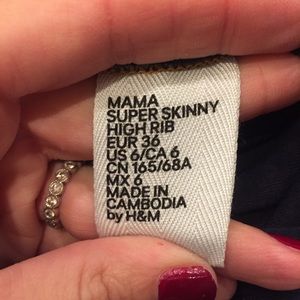 MAMA
SUPER SKINNY
HIGH RIB
EUR 36
US 6/CA 6
CN 165/68A
MX 6
MADE IN
CAMBODIA
by H&M